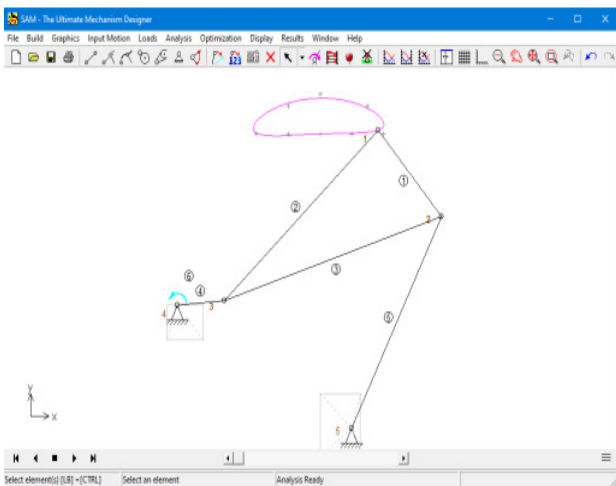 SAM - The Ultimate Mechanism Designer
File Build Graphics Input Motion Loads Analysis Optimization Display Results Window Help
123
1
①
②
2
③
⑥
④
4
3
⑤
5
Y
X
Select element(s) [LB] +[CTRL] Select an element Analysis Ready